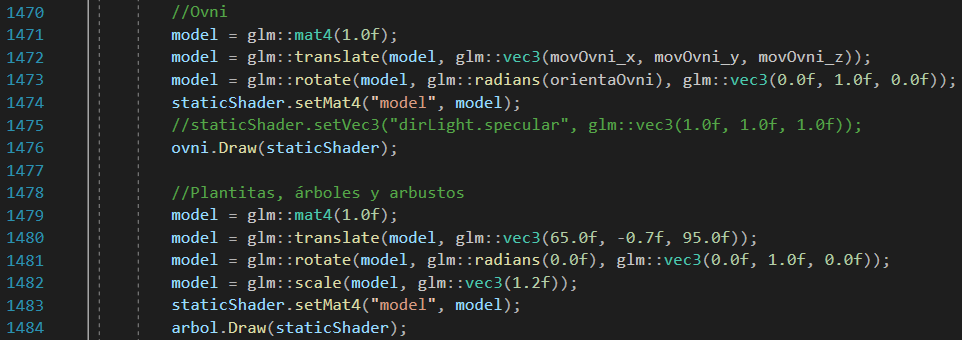 1470 //Ovni
1471 model = glm::mat4(1.0f);
1472 model = glm::translate(model, glm::vec3(movOvni_x, movOvni_y, movOvni_z));
1473 model = glm::rotate(model, glm::radians(orientaOvni), glm::vec3(0.0f, 1.0f, 0.0f));
1474 staticShader.setMat4("model", model);
1475 //staticShader.setVec3("dirLight.specular", glm::vec3(1.0f, 1.0f, 1.0f));
1476 ovni.Draw(staticShader);
1477
1478 //Plantitas, árboles y arbustos
1479 model = glm::mat4(1.0f);
1480 model = glm::translate(model, glm::vec3(65.0f, -0.7f, 95.0f));
1481 model = glm::rotate(model, glm::radians(0.0f), glm::vec3(0.0f, 1.0f, 0.0f));
1482 model = glm::scale(model, glm::vec3(1.2f));
1483 staticShader.setMat4("model", model);
1484 arbol.Draw(staticShader);